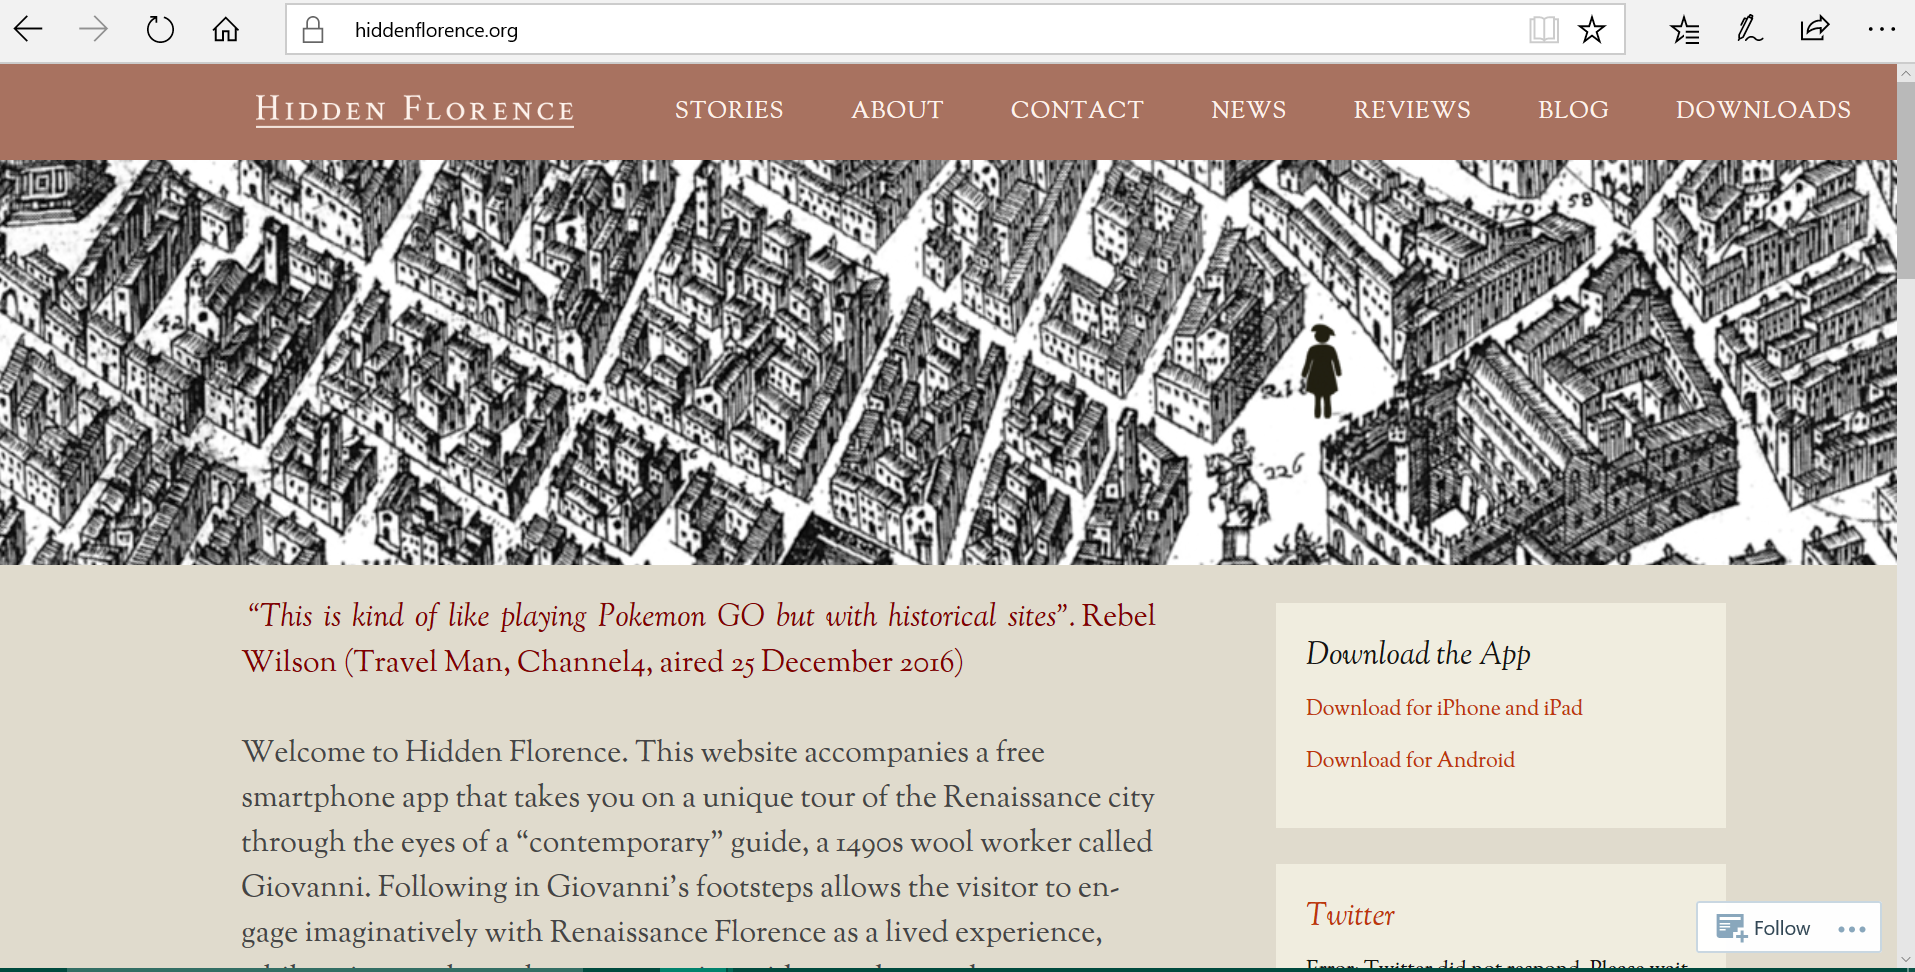 hiddenflorence.org
HIDDEN FLORENCE
STORIES
ABOUT
CONTACT
NEWS
REVIEWS
BLOG
DOWNLOADS
170
58
42
104
16
226
“This is kind of like playing Pokemon GO but with historical sites”. Rebel
Wilson (Travel Man, Channel4, aired 25 December 2016)
Welcome to Hidden Florence. This website accompanies a free
smartphone app that takes you on a unique tour of the Renaissance city
through the eyes of a “contemporary” guide, a 1490s wool worker called
Giovanni. Following in Giovanni’s footsteps allows the visitor to en-
gage imaginatively with Renaissance Florence as a lived experience,
Download the App
Download for iPhone and iPad
Download for Android
Twitter
Error: Twitter did not respond. Please wait
Follow